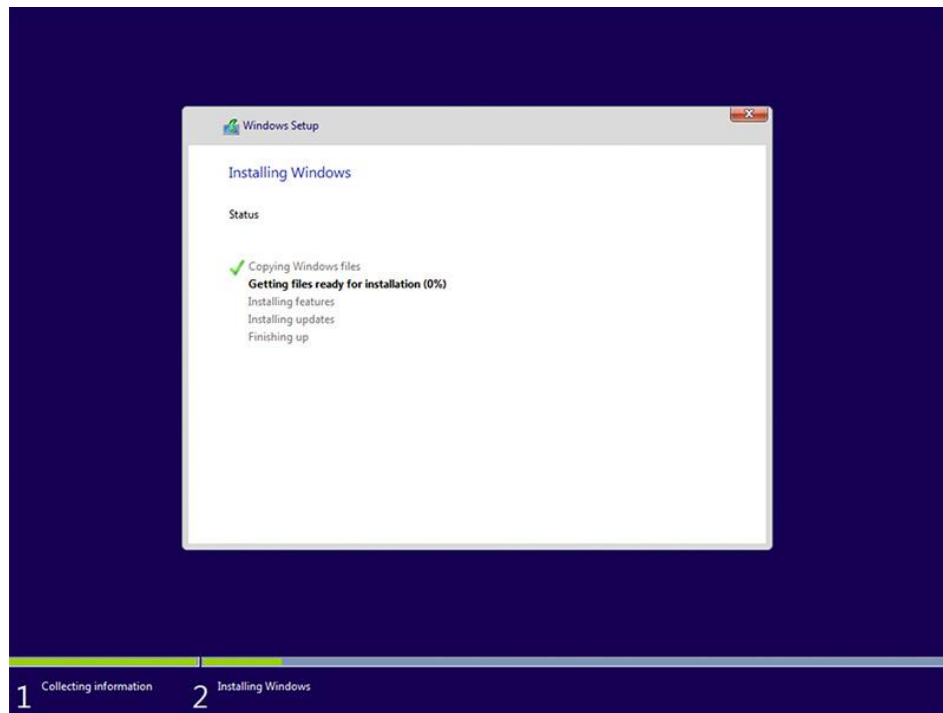 Windows Setup
Installing Windows
Status
Copying Windows files
Getting files ready for installation (0%)
Installing features
Installing updates
Finishing up
1 Collecting information
2 Installing Windows